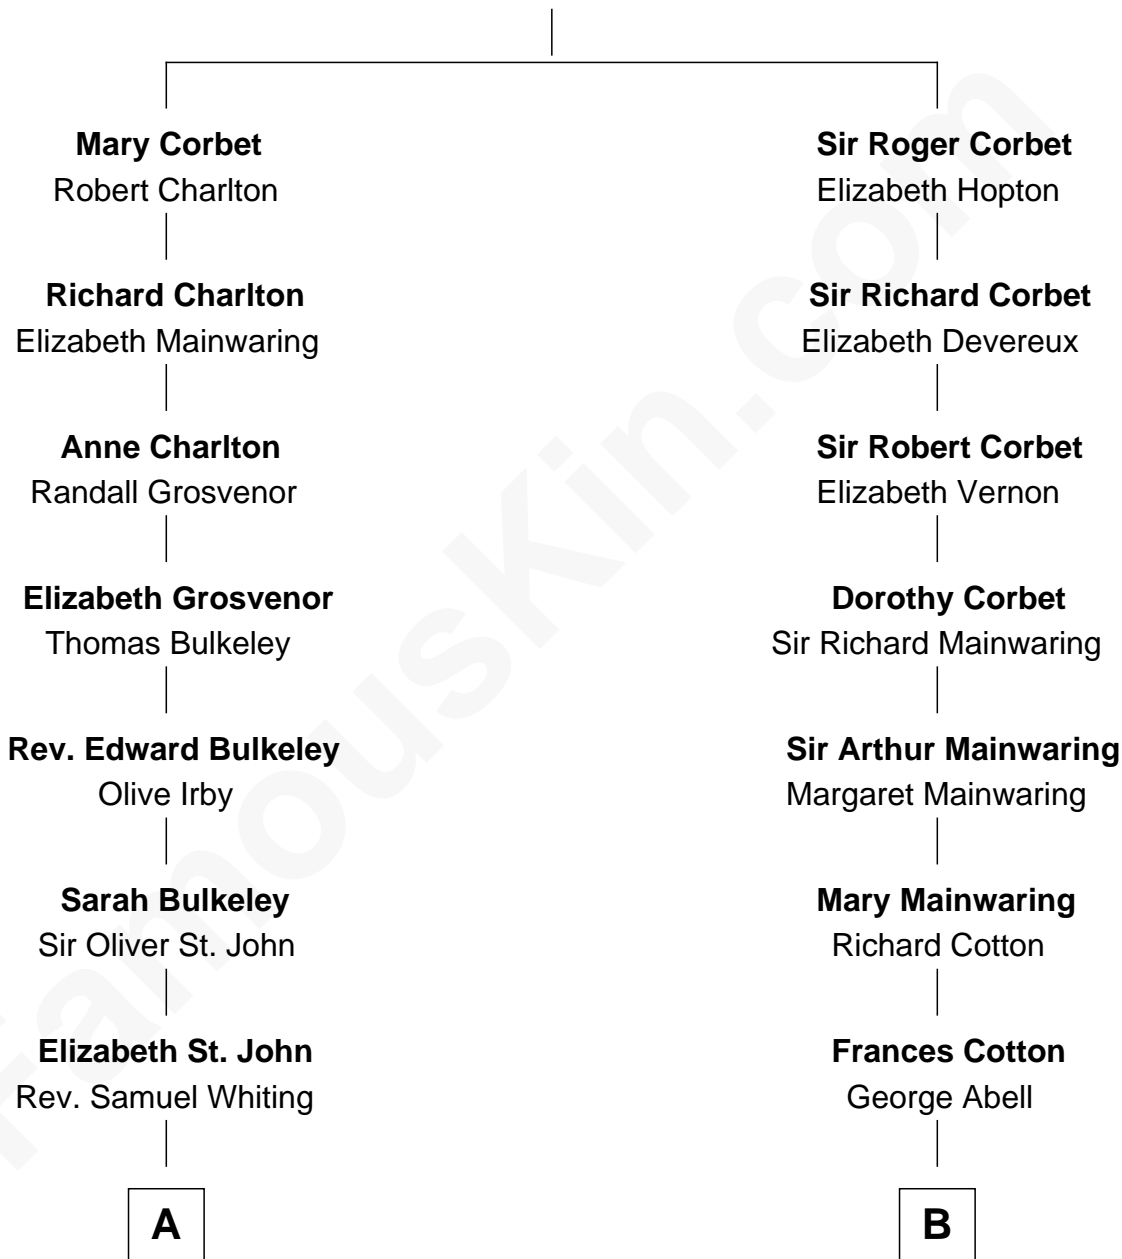 Mary Corbet
Robert Charlton
Richard Charlton
Elizabeth Mainwaring
Anne Charlton
Randall Grosvenor
Elizabeth Grosvenor
Thomas Bulkeley
Rev. Edward Bulkeley
Olive Irby
Sarah Bulkeley
Sir Oliver St. John
Elizabeth St. John
Rev. Samuel Whiting
A
Sir Roger Corbet
Elizabeth Hopton
Sir Richard Corbet
Elizabeth Devereux
Sir Robert Corbet
Elizabeth Vernon
Dorothy Corbet
Sir Richard Mainwaring
Sir Arthur Mainwaring
Margaret Mainwaring
Mary Mainwaring
Richard Cotton
Frances Cotton
George Abell
B
FamousKin.com